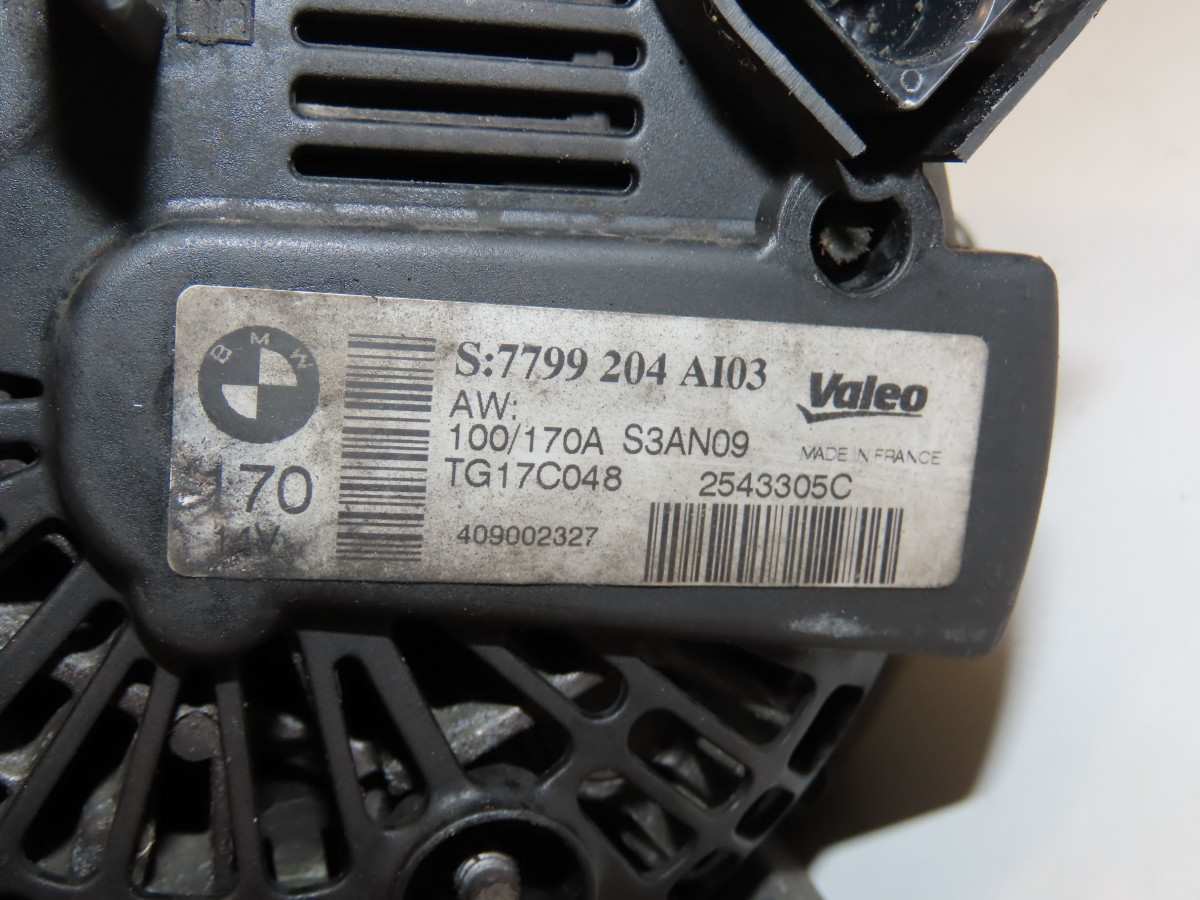 BMW
170
14V
S:7799 204 AI03
AW:
100/170A S3AN09
TG17C048
409002327
Valeo
MADE IN FRANCE
2543305C